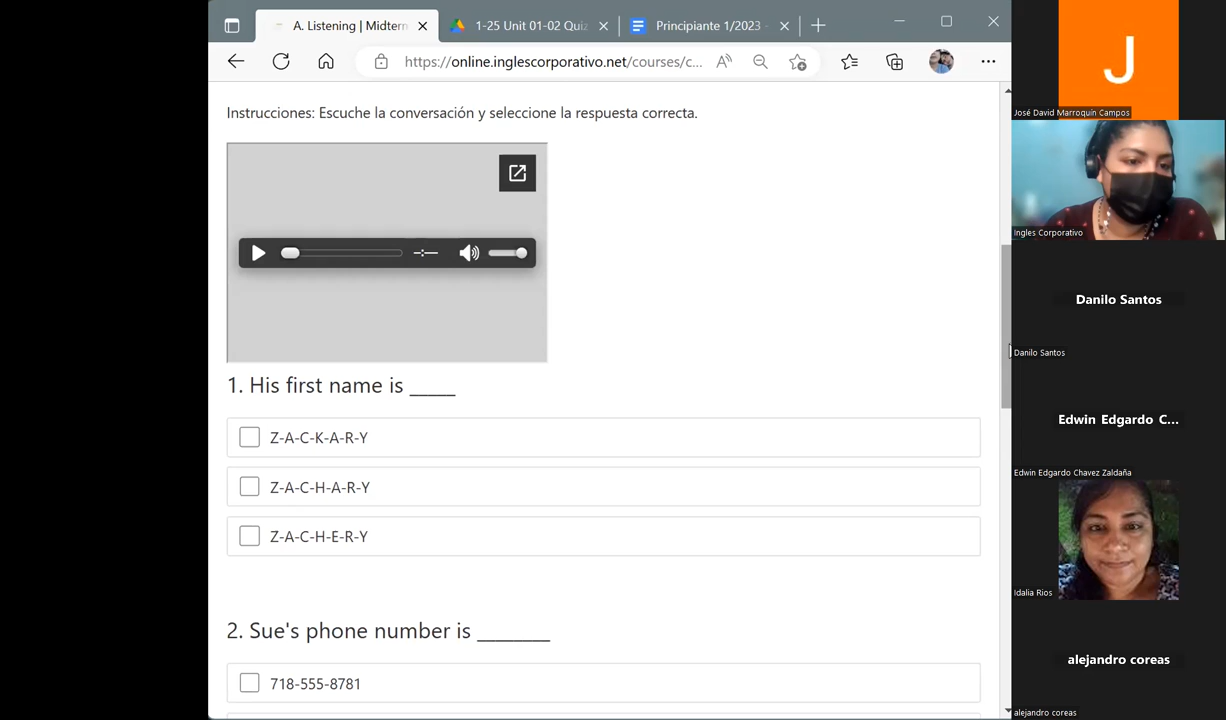 A. Listening | Midterm
1-25 Unit 01-02 Quiz
Principiante 1/2023 -
https://online.inglescorporativo.net/courses/c...
Instrucciones: Escuche la conversación y seleccione la respuesta correcta.
1. His first name is _____
Z-A-C-K-A-R-Y
Z-A-C-H-A-R-Y
Z-A-C-H-E-R-Y
2. Sue's phone number is ________
718-555-8781
J
José David Marroquín Campos
Ingles Corporativo
Danilo Santos
Danilo Santos
Edwin Edgardo C...
Edwin Edgardo Chavez Zaldaña
Idalia Rios
alejandro coreas
alejandro coreas